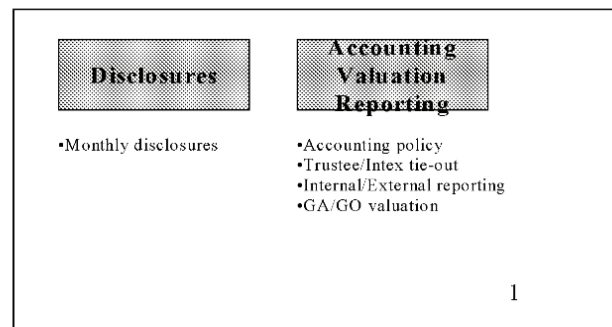 Disclosures
•Monthly disclosures
Accounting
Valuation
Reporting
•Accounting policy
•Trustee/Intex tie-out
•Internal/External reporting
•GA/GO valuation
1